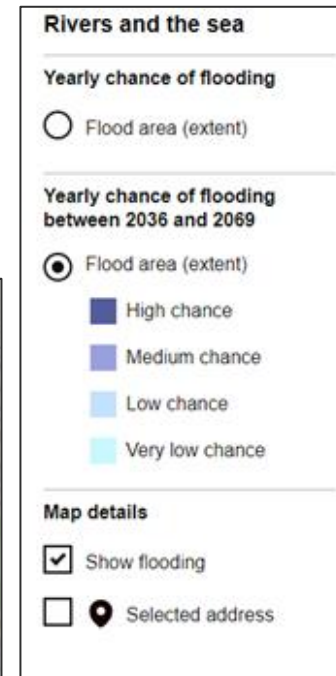 Rivers and the sea
Yearly chance of flooding
Flood area (extent)
Yearly chance of flooding
between 2036 and 2069
Flood area (extent)
High chance
Medium chance
Low chance
Very low chance
Map details
Show flooding
Selected address